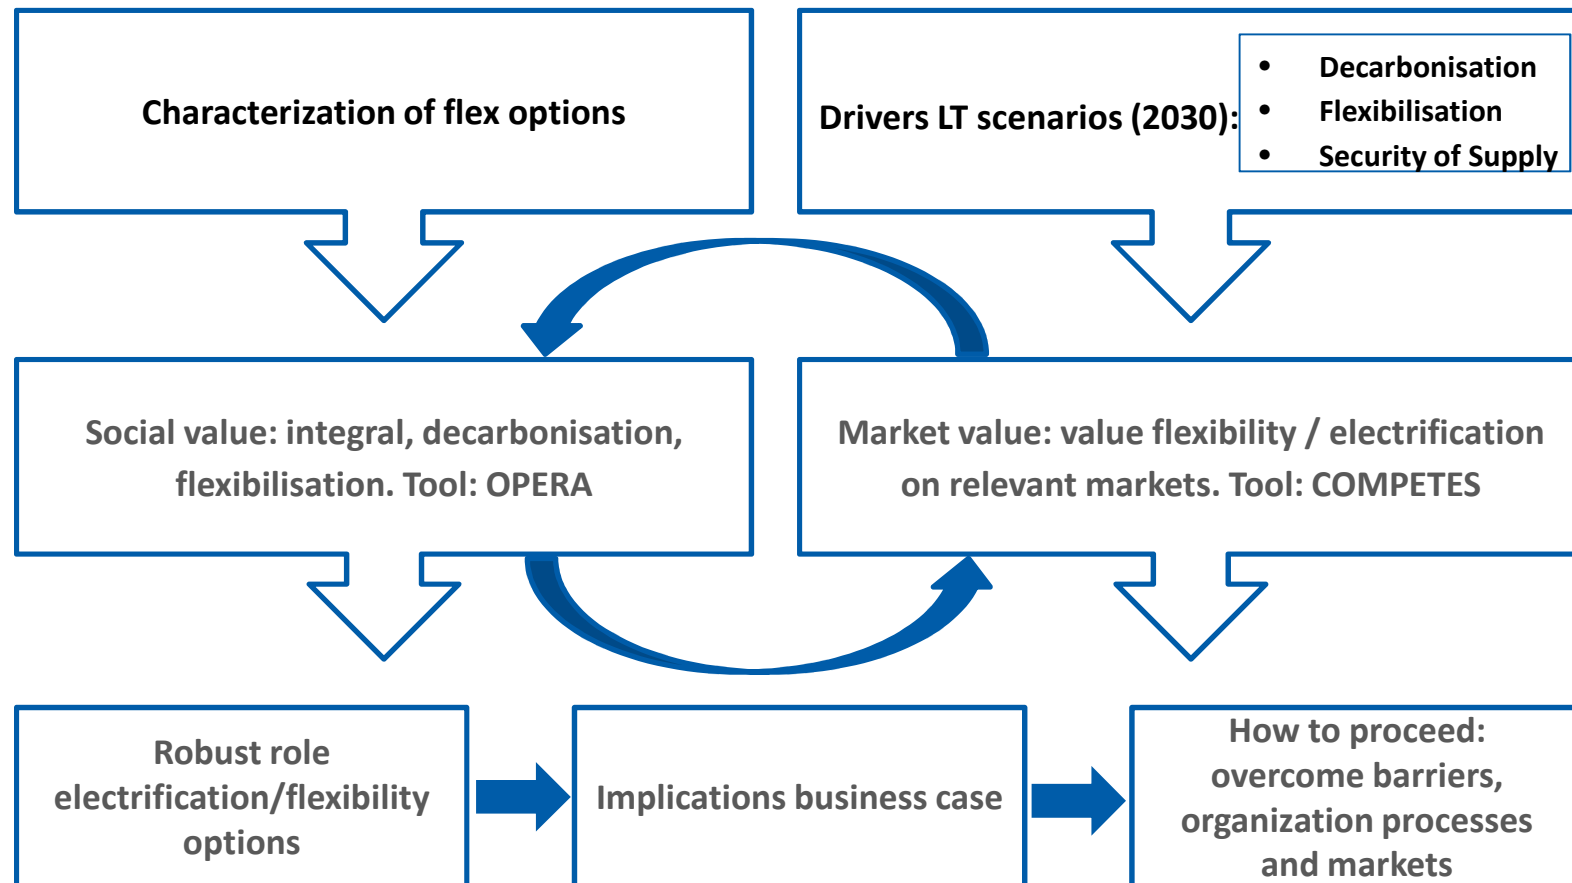 Characterization of flex options
Drivers LT scenarios (2030):
• Decarbonisation
• Flexibilisation
• Security of Supply
Social value: integral, decarbonisation,
flexibilisation. Tool: OPERA
Market value: value flexibility / electrification
on relevant markets. Tool: COMPETES
Robust role
electrification/flexibility
options
Implications business case
How to proceed:
overcome barriers,
organization processes
and markets